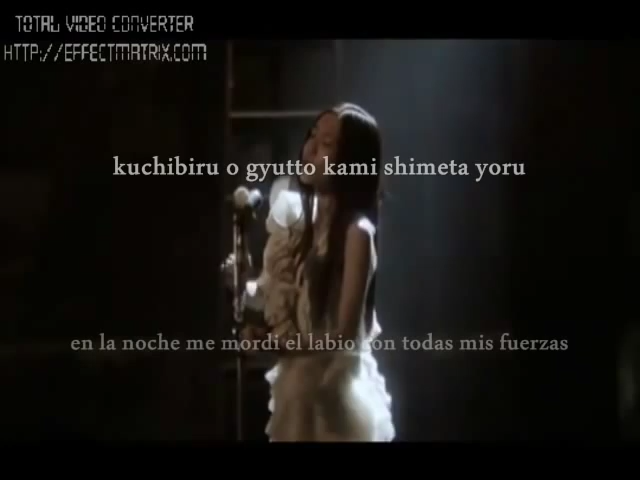 TOTAL VIDEO CONVERTER
HTTP://EFFECTMATRIX.COM
kuchibiru o gyutto kami shimeta yoru
en la noche me mordi el labio con todas mis fuerzas